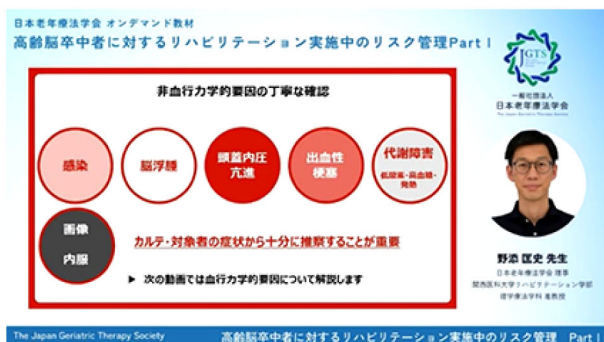 日本老年療法学会 オンデマンド教材
高齢脳卒中者に対するリハビリテーション実施中のリスク管理Part Ⅰ
JGTS
一般社団法人
日本老年療法学会
The Japan Geriatric Therapy Society
非血行力学的要因の丁寧な確認
感染
脳浮腫
頭蓋内圧
亢進
出血性
梗塞
代謝障害
低酸素・高血糖・
発熱
画像
内服
カルテ・対象者の症状から十分に推察することが重要
▶ 次の動画では血行力学的要因について解説します
野添 匡史 先生
日本老年療法学会 理事
関西医科大学リハビリテーション学部
理学療法学科 准教授
The Japan Geriatric Therapy Society
高齢脳卒中者に対するリハビリテーション実施中のリスク管理 Part Ⅰ